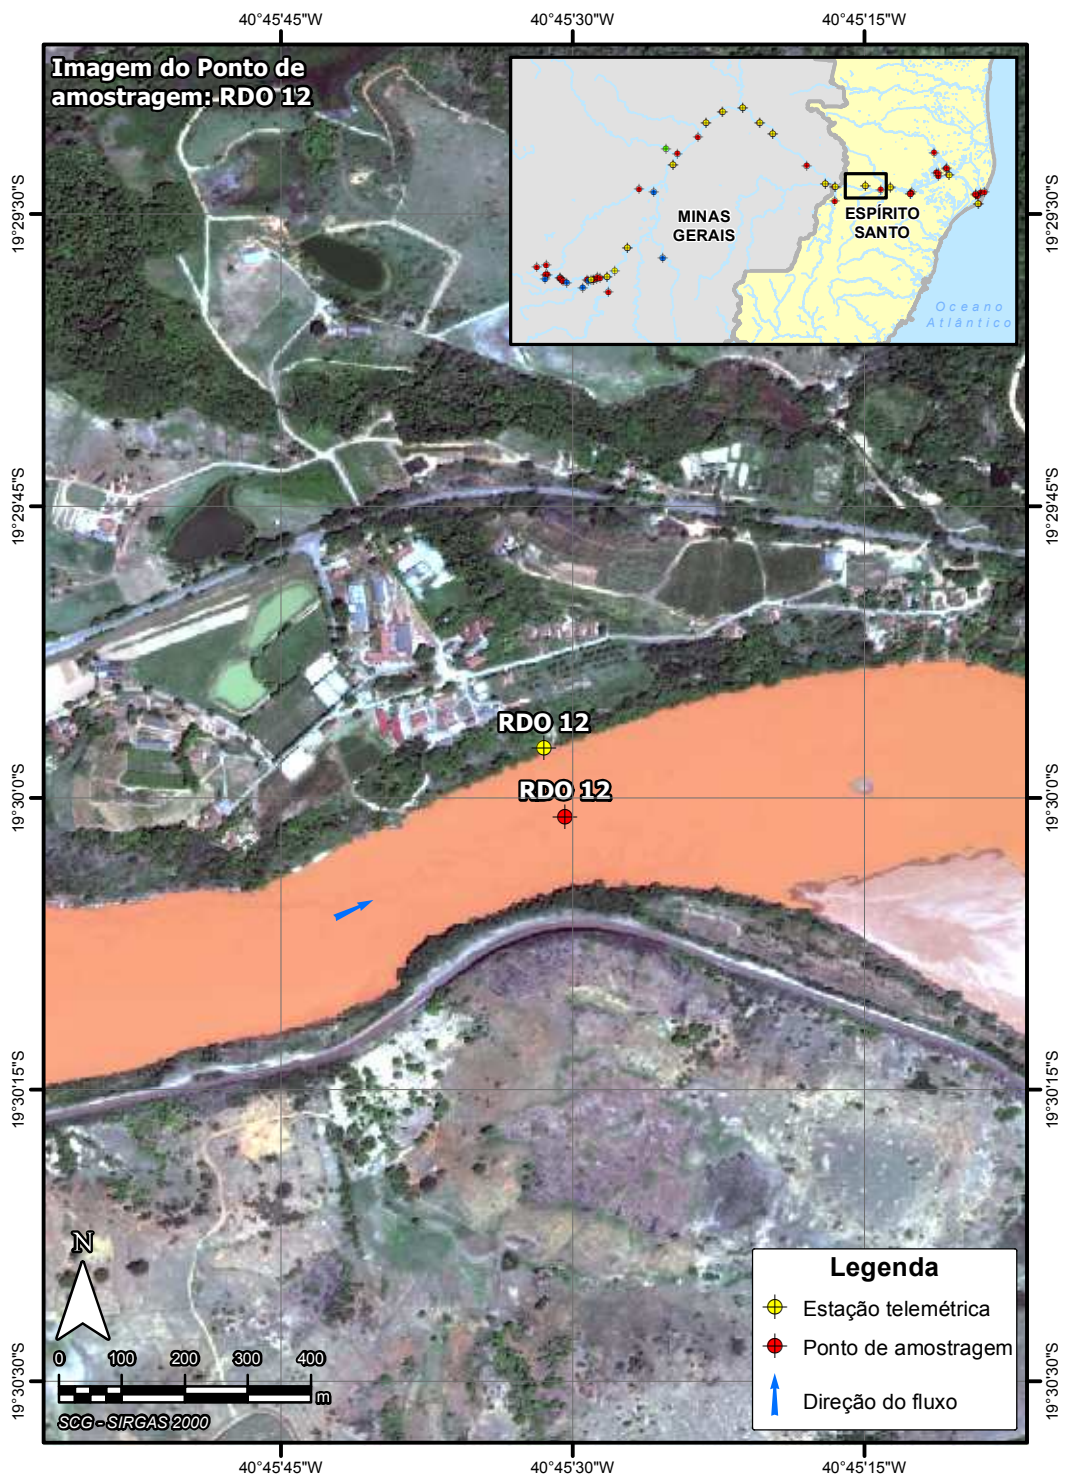 40°45'45"W
40°45'30"W
40°45'15"W
Imagem do Ponto de
amostragem: RDO 12
MINAS
GERAIS
ESPÍRITO
SANTO
Oceano
Atlântico
19°29'30"S
19°29'30"S
19°29'45"S
19°29'45"S
RDO 12
RDO 12
19°30'0"S
19°30'0"S
19°30'15"S
19°30'15"S
N
0 100 200 300 400
m
SCG - SIRGAS 2000
Legenda
Estação telemétrica
Ponto de amostragem
Direção do fluxo
19°30'30"S
19°30'30"S
40°45'45"W
40°45'30"W
40°45'15"W